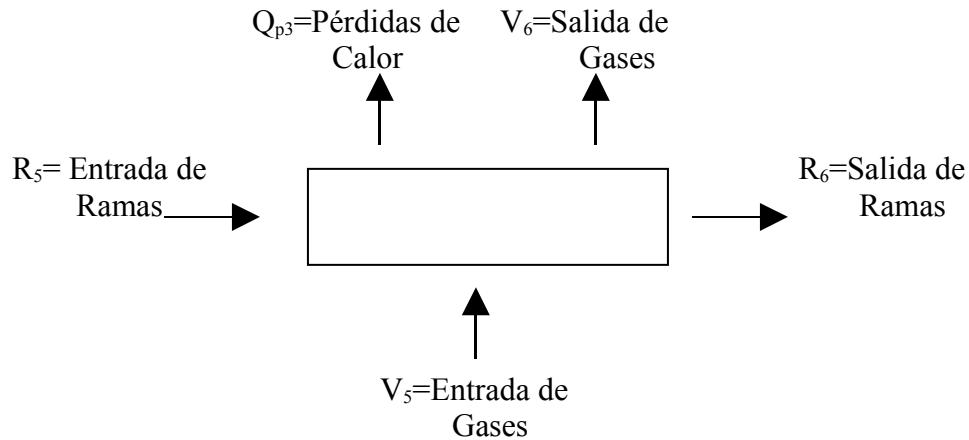 Qp3=Pérdidas de
Calor
V6=Salida de
Gases
R5= Entrada de
Ramas
R6=Salida de
Ramas
V5=Entrada de
Gases